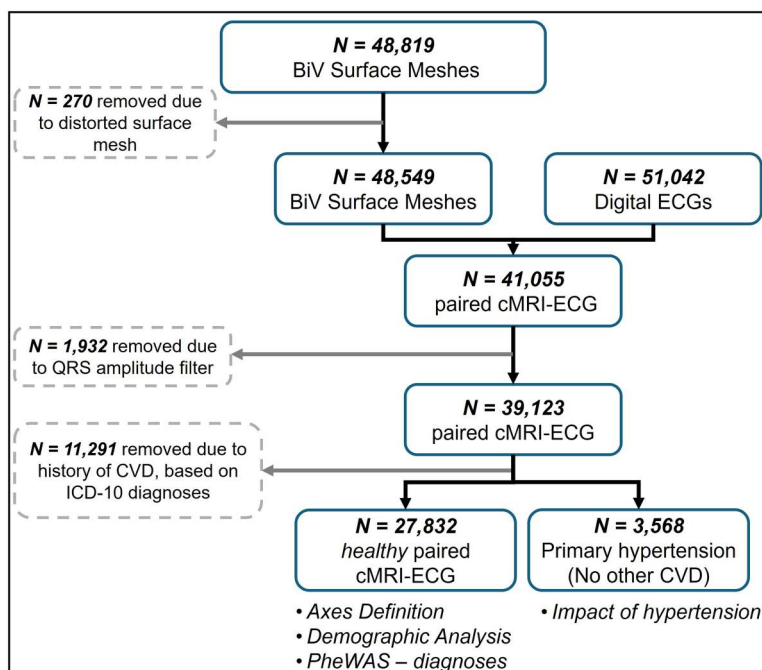 N = 48,819
BiV Surface Meshes
N = 270 removed due
to distorted surface
mesh
N = 48,549
BiV Surface Meshes
N = 51,042
Digital ECGs
N = 41,055
paired cMRI-ECG
N = 1,932 removed due
to QRS amplitude filter
N = 39,123
paired cMRI-ECG
N = 11,291 removed due to
history of CVD, based on
ICD-10 diagnoses
N = 27,832
healthy paired
cMRI-ECG
N = 3,568
Primary hypertension
(No other CVD)
• Axes Definition
• Demographic Analysis
• PheWAS – diagnoses
• Impact of hypertension